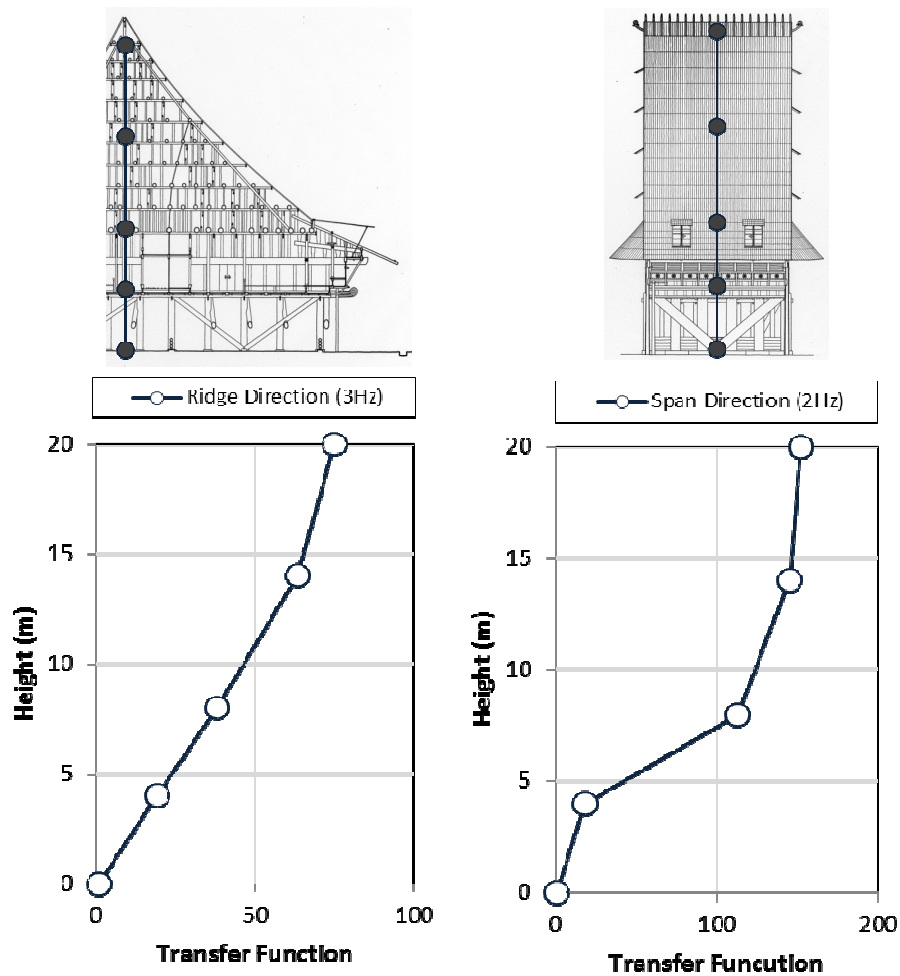 Ridge Direction (3Hz)
20
15
10
5
0
0
50
100
Height (m)
Transfer Function
Span Direction (2Hz)
20
15
10
5
0
0
100
200
Height (m)
Transfer Funcution